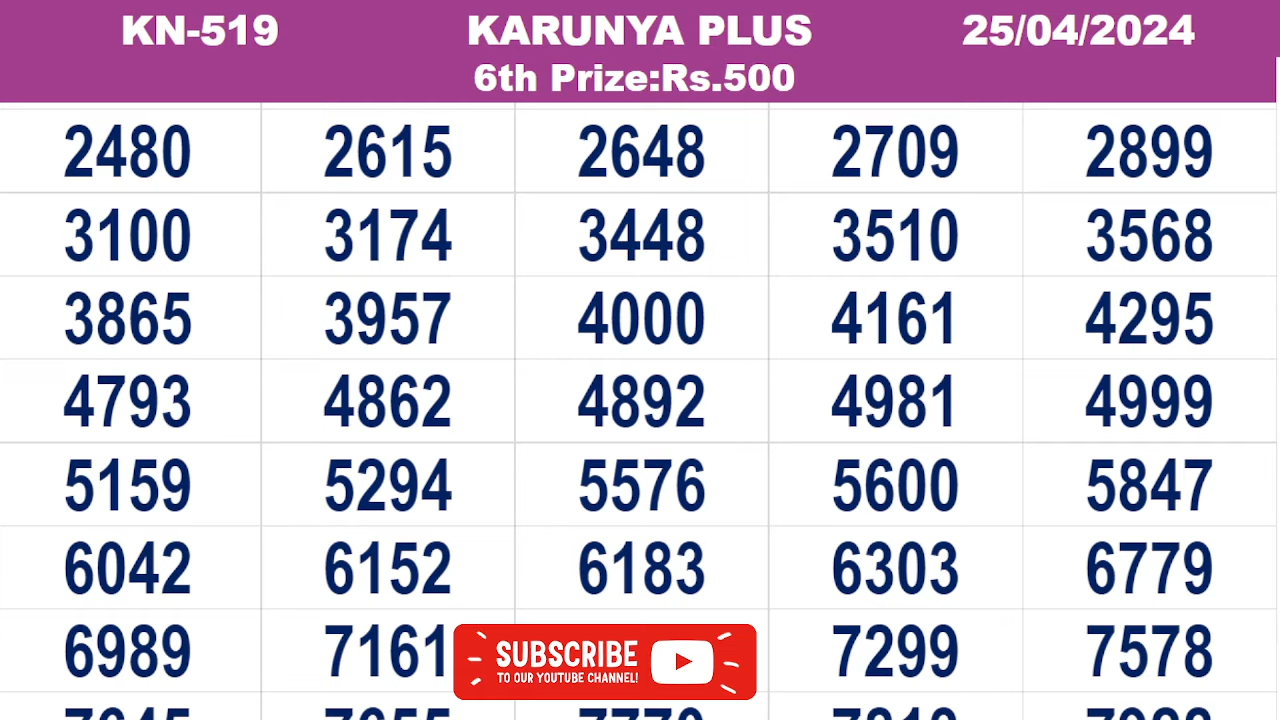 KN-519 KARUNYA PLUS 25/04/2024
6th Prize:Rs.500
2480 2615 2648 2709 2899
3100 3174 3448 3510 3568
3865 3957 4000 4161 4295
4793 4862 4892 4981 4999
5159 5294 5576 5600 5847
6042 6152 6183 6303 6779
6989 7161 7299 7578
SUBSCRIBE
TO OUR YOUTUBE CHANNEL!